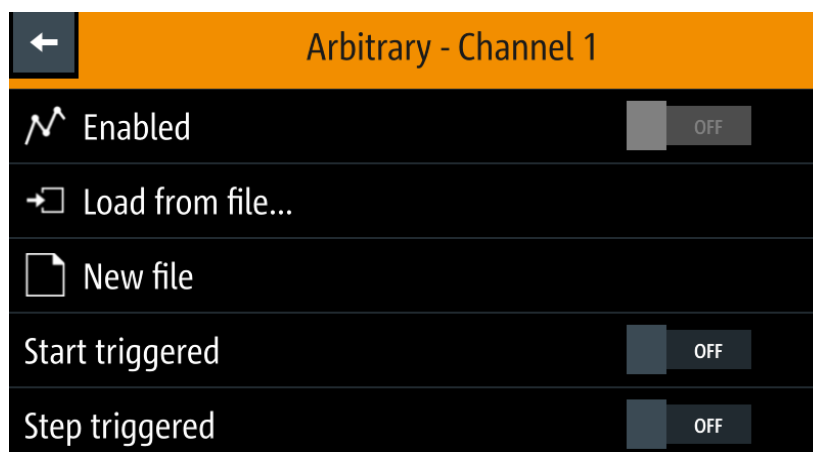 Arbitrary - Channel 1
Enabled OFF
Load from file...
New file
Start triggered OFF
Step triggered OFF